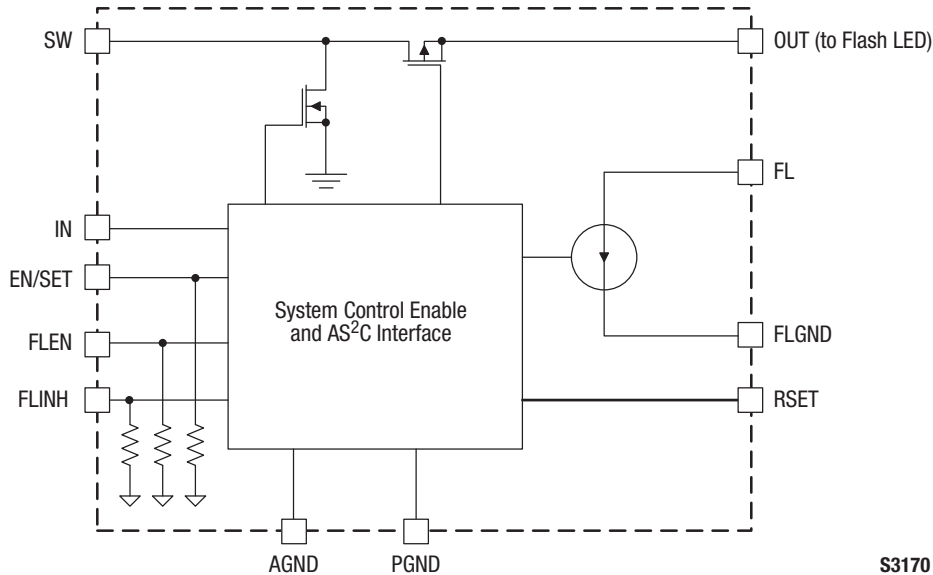 SW
OUT (to Flash LED)
FL
IN
EN/SET
System Control Enable
and AS²C Interface
FLEN
FLGND
FLINH
RSET
AGND
PGND
S3170